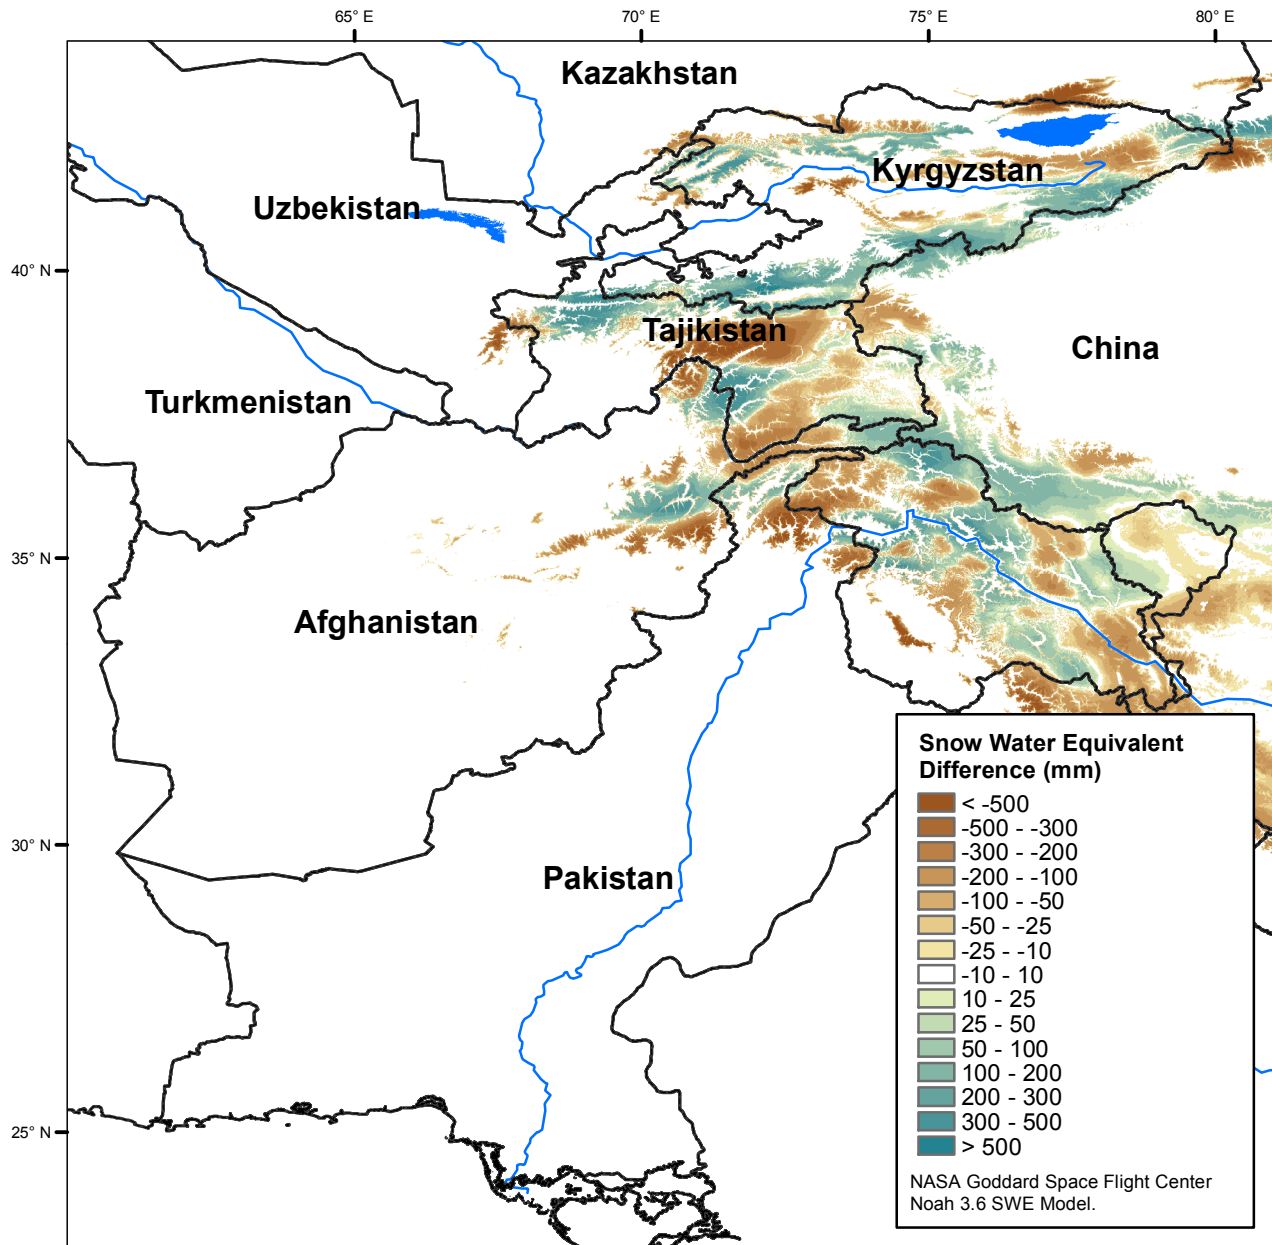 65° E
70° E
75° E
80° E
Kazakhstan
Kyrgyzstan
Uzbekistan
40° N
Tajikistan
China
Turkmenistan
35° N
Afghanistan
Snow Water Equivalent
Difference (mm)
< -500
-500 - -300
-300 - -200
-200 - -100
-100 - -50
-50 - -25
-25 - -10
-10 - 10
10 - 25
25 - 50
50 - 100
100 - 200
200 - 300
300 - 500
> 500
30° N
Pakistan
25° N
NASA Goddard Space Flight Center
Noah 3.6 SWE Model.